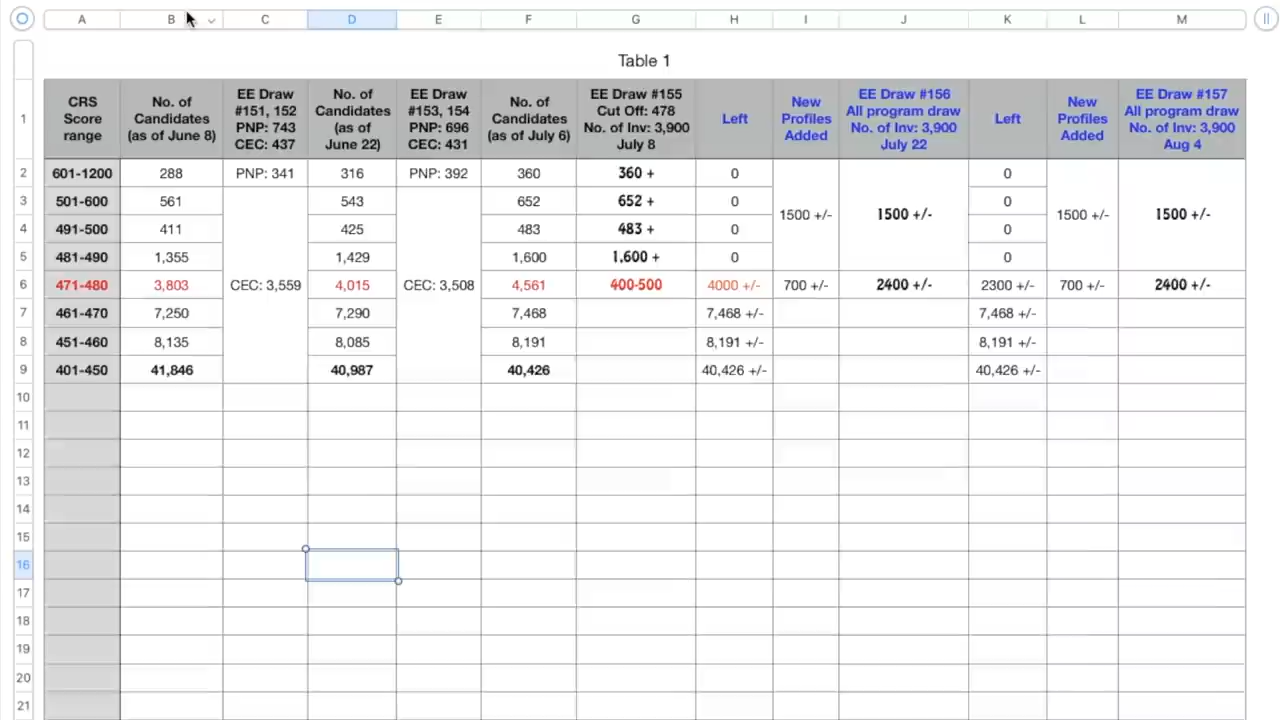 A B C D E F G H I J K L M
Table 1
1
CRS
Score
range
No. of
Candidates
(as of June 8)
EE Draw
#151, 152
PNP: 743
CEC: 437
No. of
Candidates
(as of
June 22)
EE Draw
#153, 154
PNP: 696
CEC: 431
No. of
Candidates
(as of July 6)
EE Draw #155
Cut Off: 478
No. of Inv: 3,900
July 8
Left
New
Profiles
Added
EE Draw #156
All program draw
No. of Inv: 3,900
July 22
Left
New
Profiles
Added
EE Draw #157
All program draw
No. of Inv: 3,900
Aug 4
2 601-1200 288 PNP: 341 316 PNP: 392 360 360 + 0 0
3 501-600 561 543 652 652 + 0 0
1500 +/- 1500 +/- 1500 +/- 1500 +/-
4 491-500 411 425 483 483 + 0 0
5 481-490 1,355 1,429 1,600 1,600 + 0 0
6 471-480 3,803 CEC: 3,559 4,015 CEC: 3,508 4,561 400-500 4000 +/- 700 +/- 2400 +/- 2300 +/- 700 +/- 2400 +/-
7 461-470 7,250 7,290 7,468 7,468 +/- 7,468 +/-
8 451-460 8,135 8,085 8,191 8,191 +/- 8,191 +/-
9 401-450 41,846 40,987 40,426 40,426 +/- 40,426 +/-
10
11
12
13
14
15
16
17
18
19
20
21